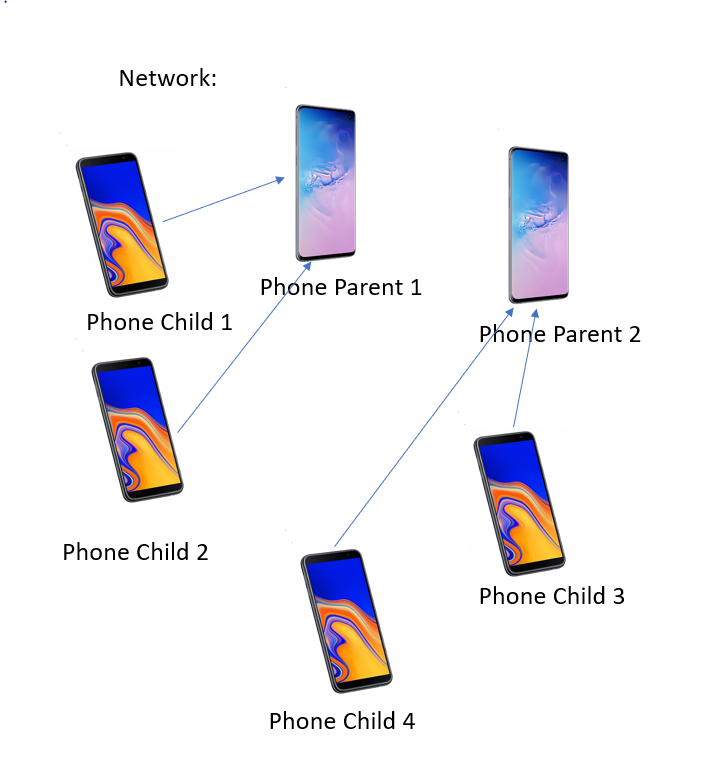 Network:
Phone Parent 1
Phone Child 1
Phone Parent 2
Phone Child 2
Phone Child 3
Phone Child 4